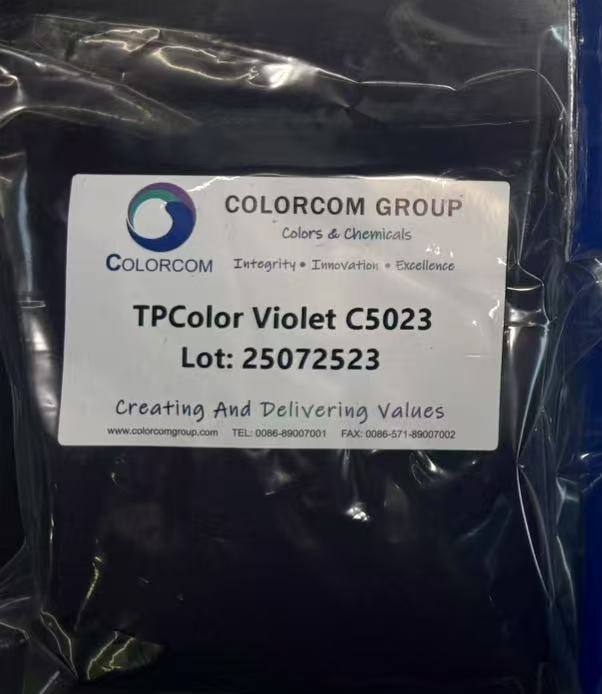 COLORCOM GROUP
Colors & Chemicals
COLORCOM
Integrity • Innovation • Excellence
TPColor Violet C5023
Lot: 25072523
Creating And Delivering Values
www.colorcomgroup.com TEL: 0086-89007001 FAX: 0086-571-89007002